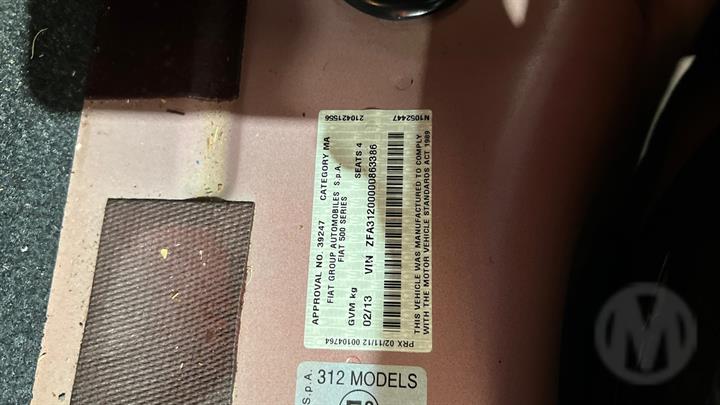 210421556 N1052447
APPROVAL NO. 39247 CATEGORY MA
FIAT GROUP AUTOMOBILES S.p.A.
FIAT 500 SERIES
GVM kg SEATS 4
02/13 VIN ZFA31200000863386
THIS VEHICLE WAS MANUFACTURED TO COMPLY
WITH THE MOTOR VEHICLE STANDARDS ACT 1989
PRX 02/11/12 00104764
312 MODELS
S.p.A.
M